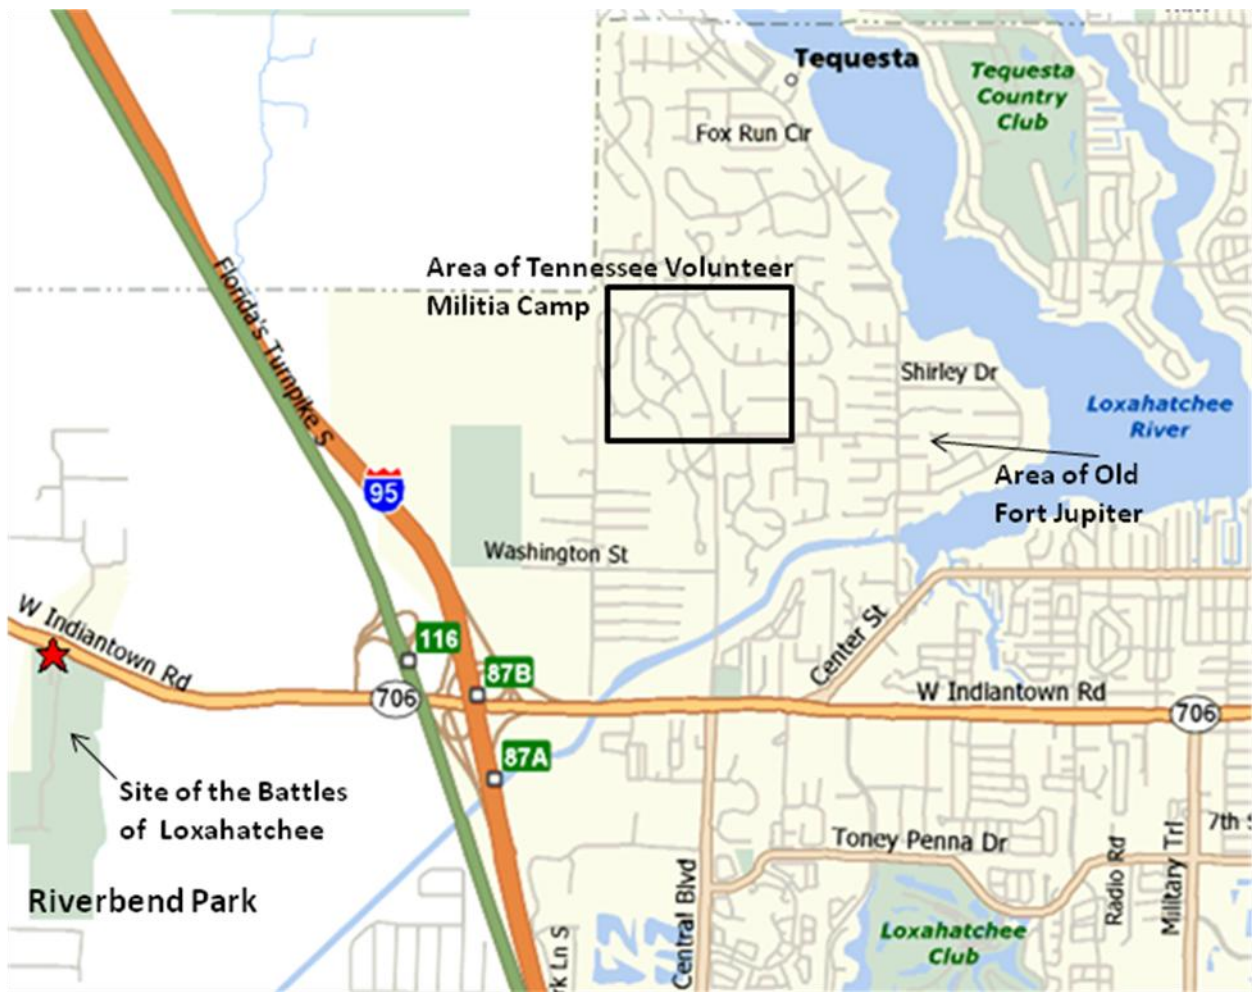 Tequesta
Tequesta
Country
Club
Fox Run Cir
Area of Tennessee Volunteer
Militia Camp
Florida's Turnpike S
Shirley Dr
Loxahatchee
River
Area of Old
Fort Jupiter
95
Washington St
W Indiantown Rd
116
87B
706
Center St
W Indiantown Rd
706
87A
Site of the Battles
of Loxahatchee
Toney Penna Dr
7th
Riverbend Park
Central Blvd
Radio Rd
Military Trl
Loxahatchee
Club
Ln S